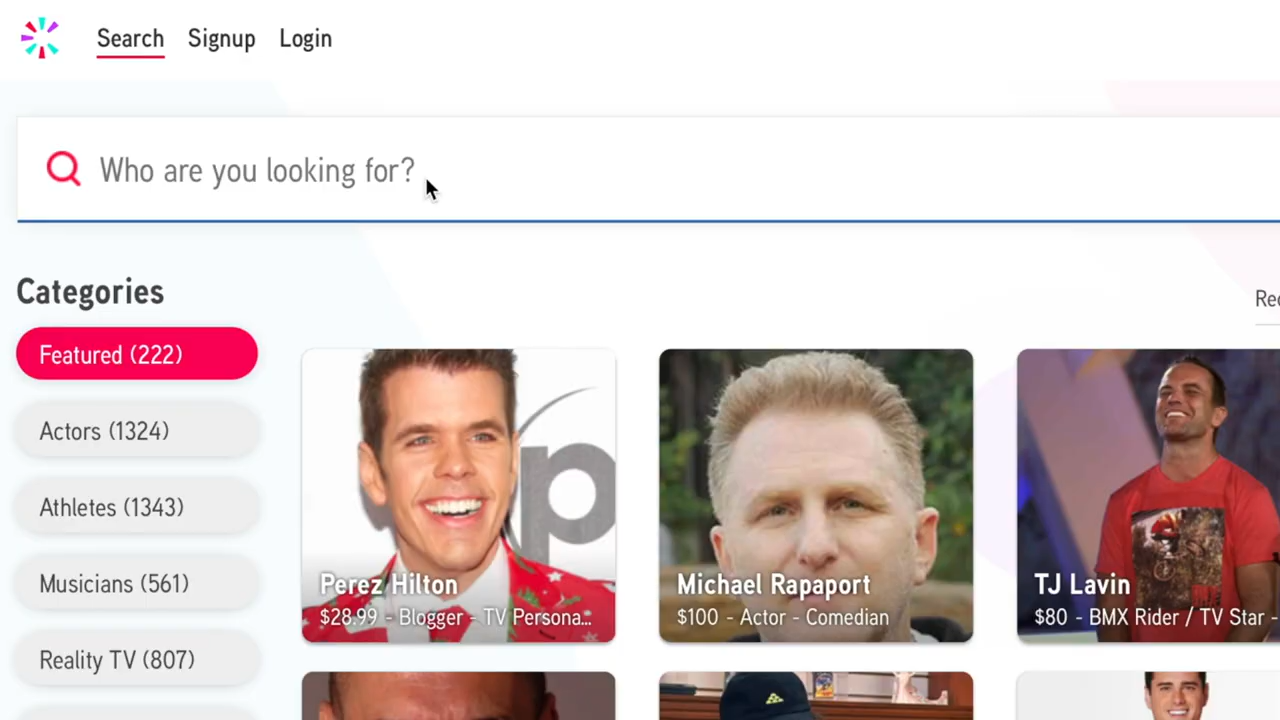 Search Signup Login
Who are you looking for?
Categories
Rec
Featured (222)
Actors (1324)
Athletes (1343)
Musicians (561)
Reality TV (807)
Perez Hilton
$28.99 - Blogger - TV Persona...
Michael Rapaport
$100 - Actor - Comedian
TJ Lavin
$80 - BMX Rider / TV Star -